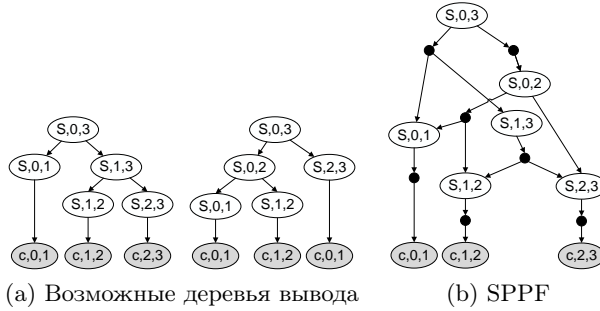 S,0,3
S,0,2
S,0,1
S,1,3
S,1,2
S,2,3
c,0,1
c,1,2
c,2,3
S,0,3
S,0,3
S,0,1
S,1,3
S,0,2
S,2,3
S,1,2
S,2,3
S,0,1
S,1,2
c,0,1
c,1,2
c,2,3
c,0,1
c,1,2
c,0,1
(a) Возможные деревья вывода
(b) SPPF